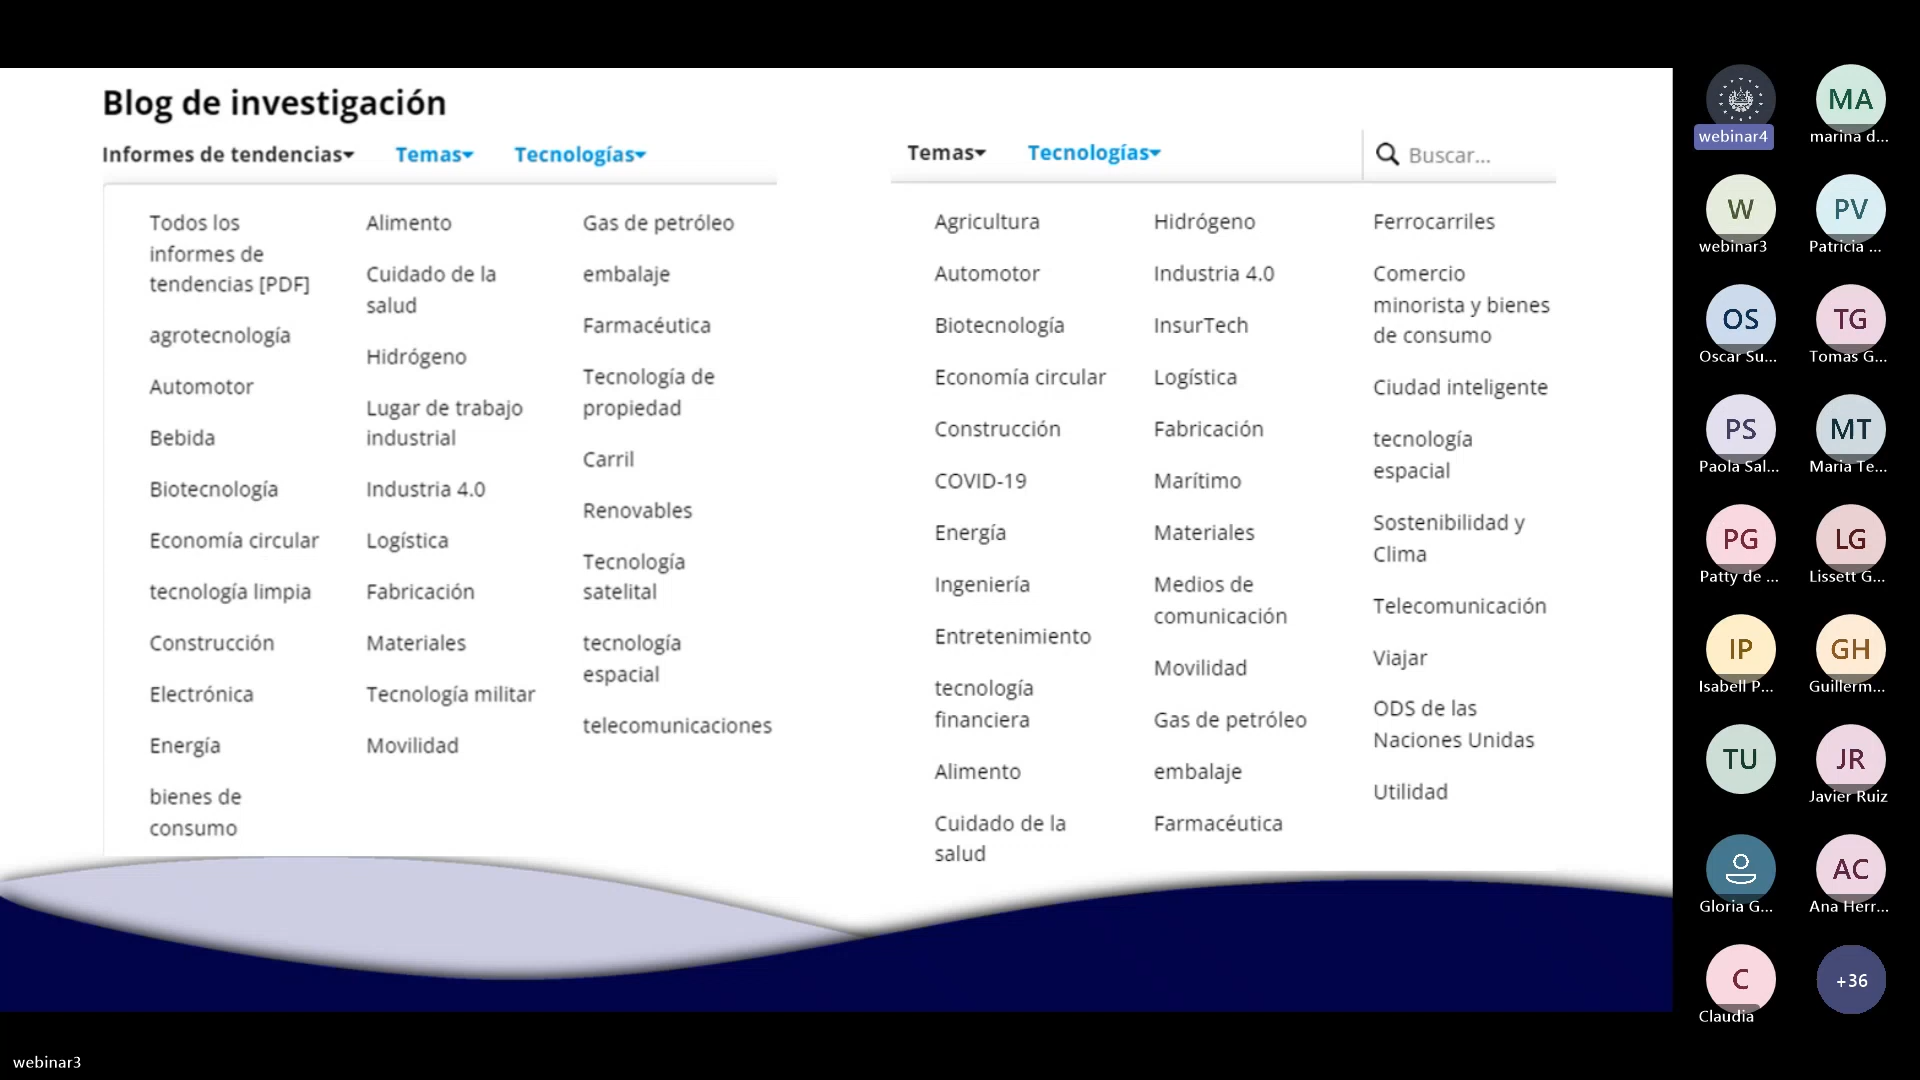 Blog de investigación
Informes de tendencias
Temas
Tecnologías
Todos los
informes de
tendencias [PDF]
agrotecnología
Automotor
Bebida
Biotecnología
Economía circular
tecnología limpia
Construcción
Electrónica
Energía
bienes de
consumo
Alimento
Cuidado de la
salud
Hidrógeno
Lugar de trabajo
industrial
Industria 4.0
Logística
Fabricación
Materiales
Tecnología militar
Movilidad
Gas de petróleo
embalaje
Farmacéutica
Tecnología de
propiedad
Carril
Renovables
Tecnología
satelital
tecnología
espacial
telecomunicaciones
Temas
Tecnologías
Buscar...
Agricultura
Automotor
Biotecnología
Economía circular
Construcción
COVID-19
Energía
Ingeniería
Entretenimiento
tecnología
financiera
Alimento
Cuidado de la
salud
Hidrógeno
Industria 4.0
InsurTech
Logística
Fabricación
Marítimo
Materiales
Medios de
comunicación
Movilidad
Gas de petróleo
embalaje
Farmacéutica
Ferrocarriles
Comercio
minorista y bienes
de consumo
Ciudad inteligente
tecnología
espacial
Sostenibilidad y
Clima
Telecomunicación
Viajar
ODS de las
Naciones Unidas
Utilidad
webinar4
MA
marina d...
W
webinar3
PV
Patricia ...
OS
Oscar Su...
TG
Tomas G...
PS
Paola Sal...
MT
Maria Te...
PG
Patty de ...
LG
Lissett G...
IP
Isabell P...
GH
Guillerm...
TU
JR
Javier Ruiz
Gloria G...
AC
Ana Herr...
C
Claudia
+36
webinar3